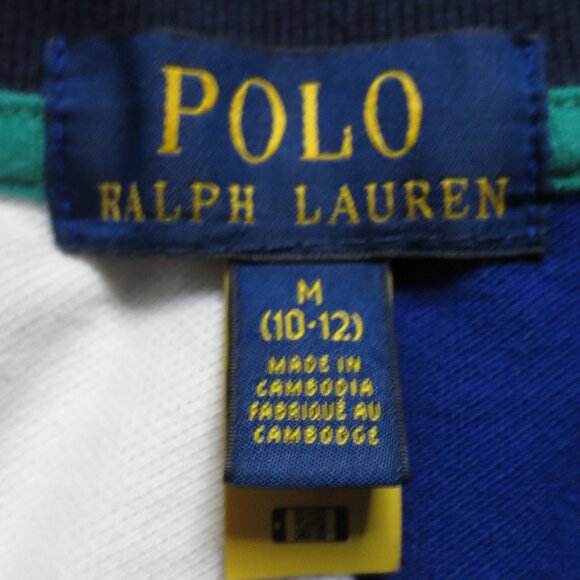 POLO
RALPH LAUREN
M
(10-12)
MADE IN
CAMBODIA
FABRIQUÉ AU
CAMBODGE